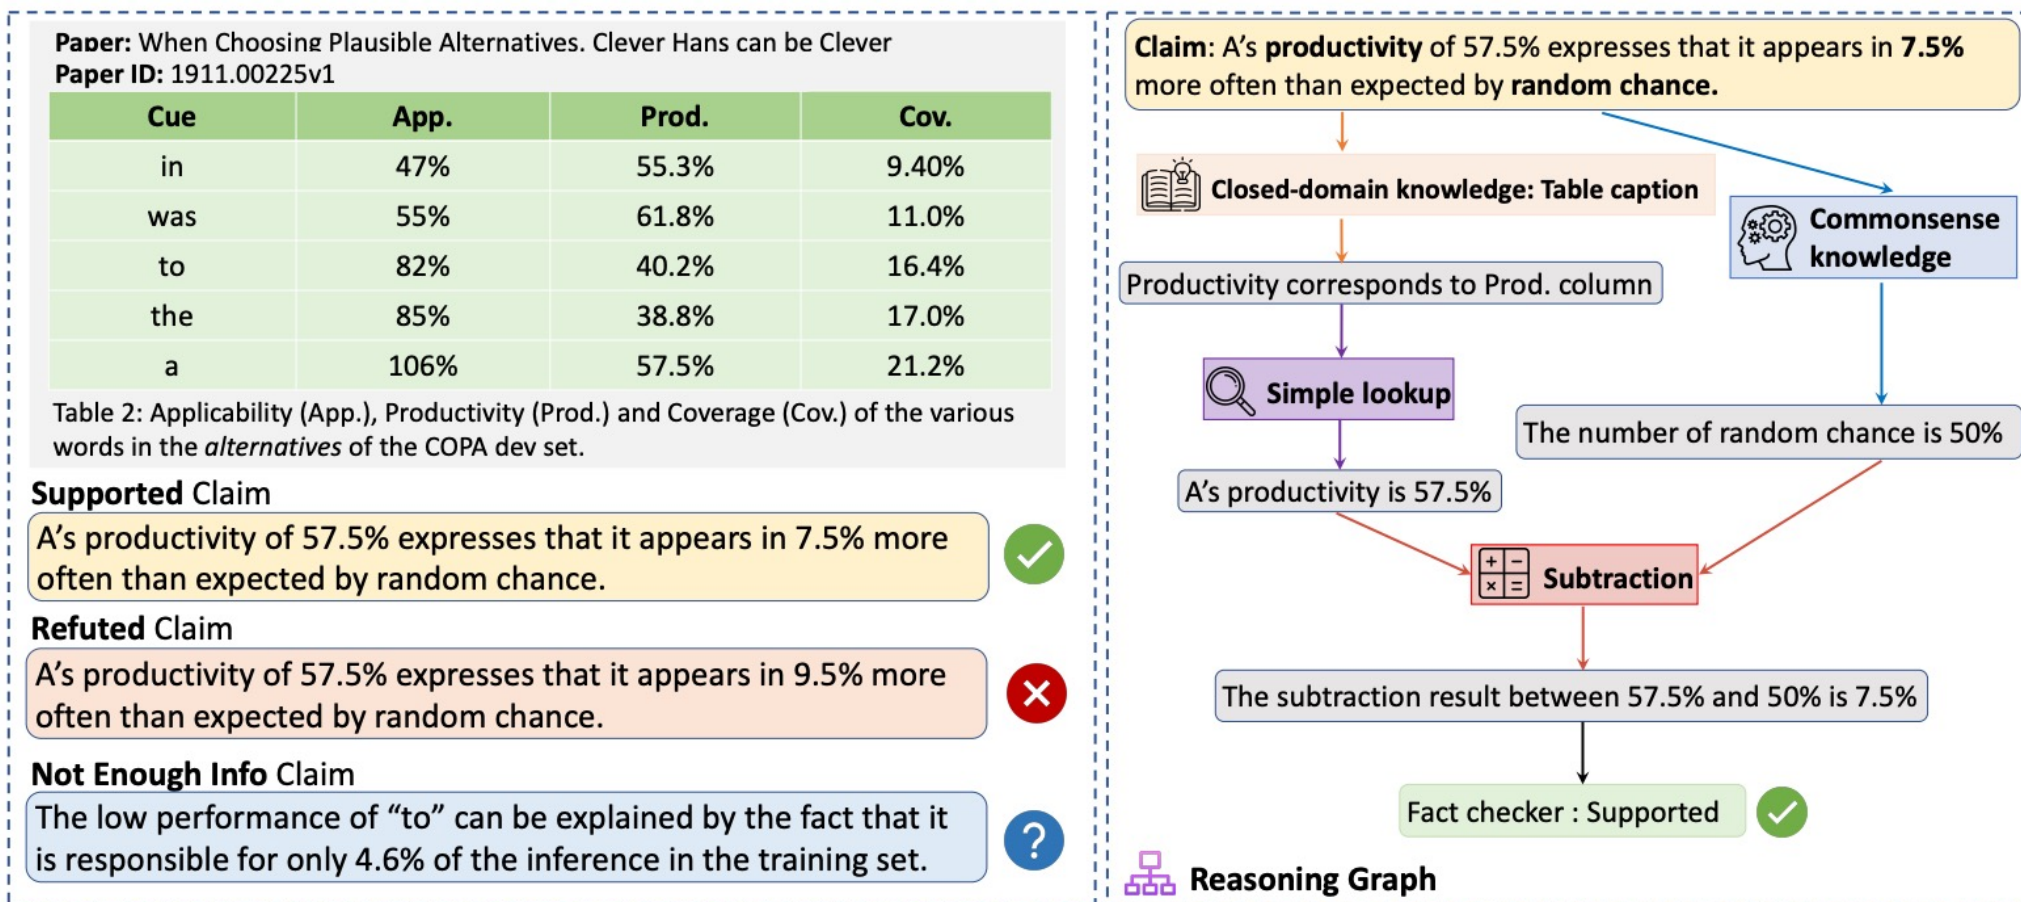 Paper: When Choosing Plausible Alternatives. Clever Hans can be Clever
Paper ID: 1911.00225v1
Cue App. Prod. Cov.
in 47% 55.3% 9.40%
was 55% 61.8% 11.0%
to 82% 40.2% 16.4%
the 85% 38.8% 17.0%
a 106% 57.5% 21.2%
Table 2: Applicability (App.), Productivity (Prod.) and Coverage (Cov.) of the various
words in the alternatives of the COPA dev set.
Supported Claim
A’s productivity of 57.5% expresses that it appears in 7.5% more
often than expected by random chance.
Refuted Claim
A’s productivity of 57.5% expresses that it appears in 9.5% more
often than expected by random chance.
Not Enough Info Claim
The low performance of “to” can be explained by the fact that it
is responsible for only 4.6% of the inference in the training set.
?
Claim: A’s productivity of 57.5% expresses that it appears in 7.5%
more often than expected by random chance.
Closed-domain knowledge: Table caption
Commonsense
knowledge
Productivity corresponds to Prod. column
Simple lookup
The number of random chance is 50%
A’s productivity is 57.5%
+ −
× =
Subtraction
The subtraction result between 57.5% and 50% is 7.5%
Fact checker : Supported
Reasoning Graph